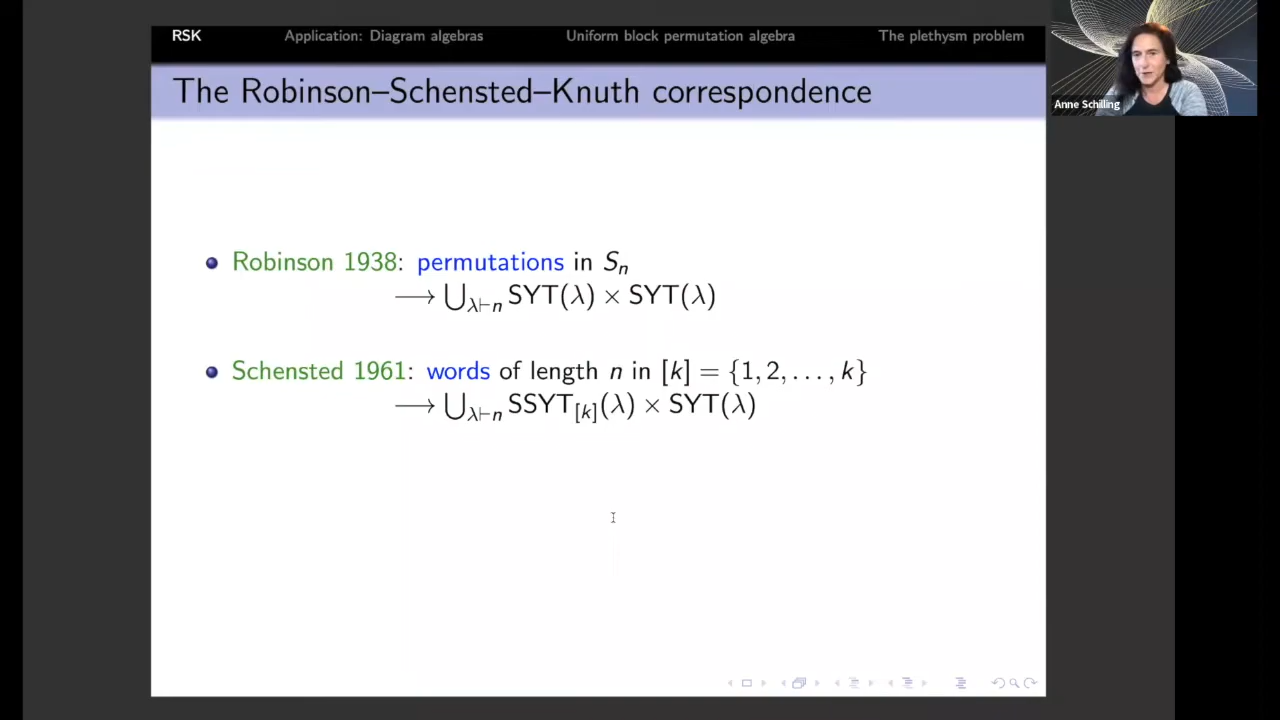 RSK Application: Diagram algebras Uniform block permutation algebra The plethysm problem
The Robinson–Schensted–Knuth correspondence
Anne Schilling
Robinson 1938: permutations in Sₙ
⟶ ⋃_{λ⊢n} SYT(λ) × SYT(λ)
Schensted 1961: words of length n in [k] = {1, 2, . . . , k}
⟶ ⋃_{λ⊢n} SSYT_{[k]}(λ) × SYT(λ)